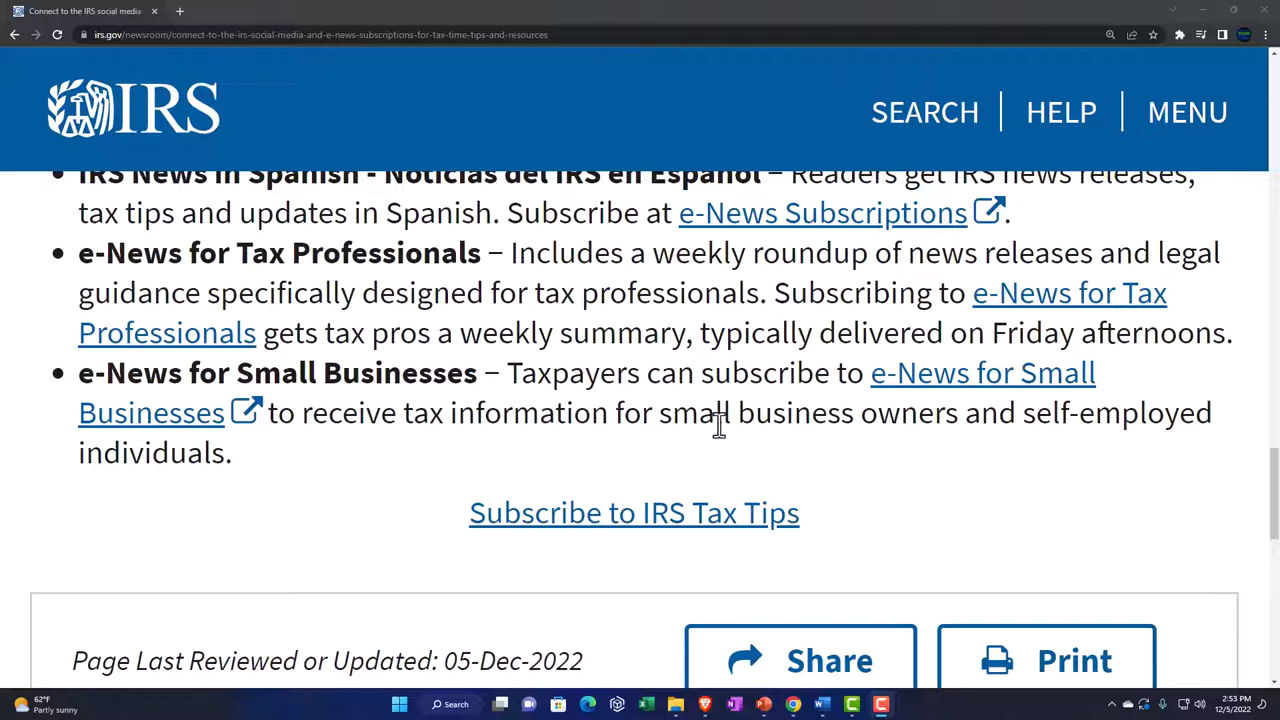 Connect to the IRS social media
irs.gov/newsroom/connect-to-the-irs-social-media-and-e-news-subscriptions-for-tax-time-tips-and-resources
IRS
SEARCH
HELP
MENU
IRS News in Spanish - Noticias del IRS en Español – Readers get IRS news releases,
tax tips and updates in Spanish. Subscribe at e-News Subscriptions.
e-News for Tax Professionals – Includes a weekly roundup of news releases and legal
guidance specifically designed for tax professionals. Subscribing to e-News for Tax
Professionals gets tax pros a weekly summary, typically delivered on Friday afternoons.
e-News for Small Businesses – Taxpayers can subscribe to e-News for Small
Businesses to receive tax information for small business owners and self-employed
individuals.
Subscribe to IRS Tax Tips
Page Last Reviewed or Updated: 05-Dec-2022
Share
Print
62°F
Partly sunny
Search
2:53 PM
12/5/2022